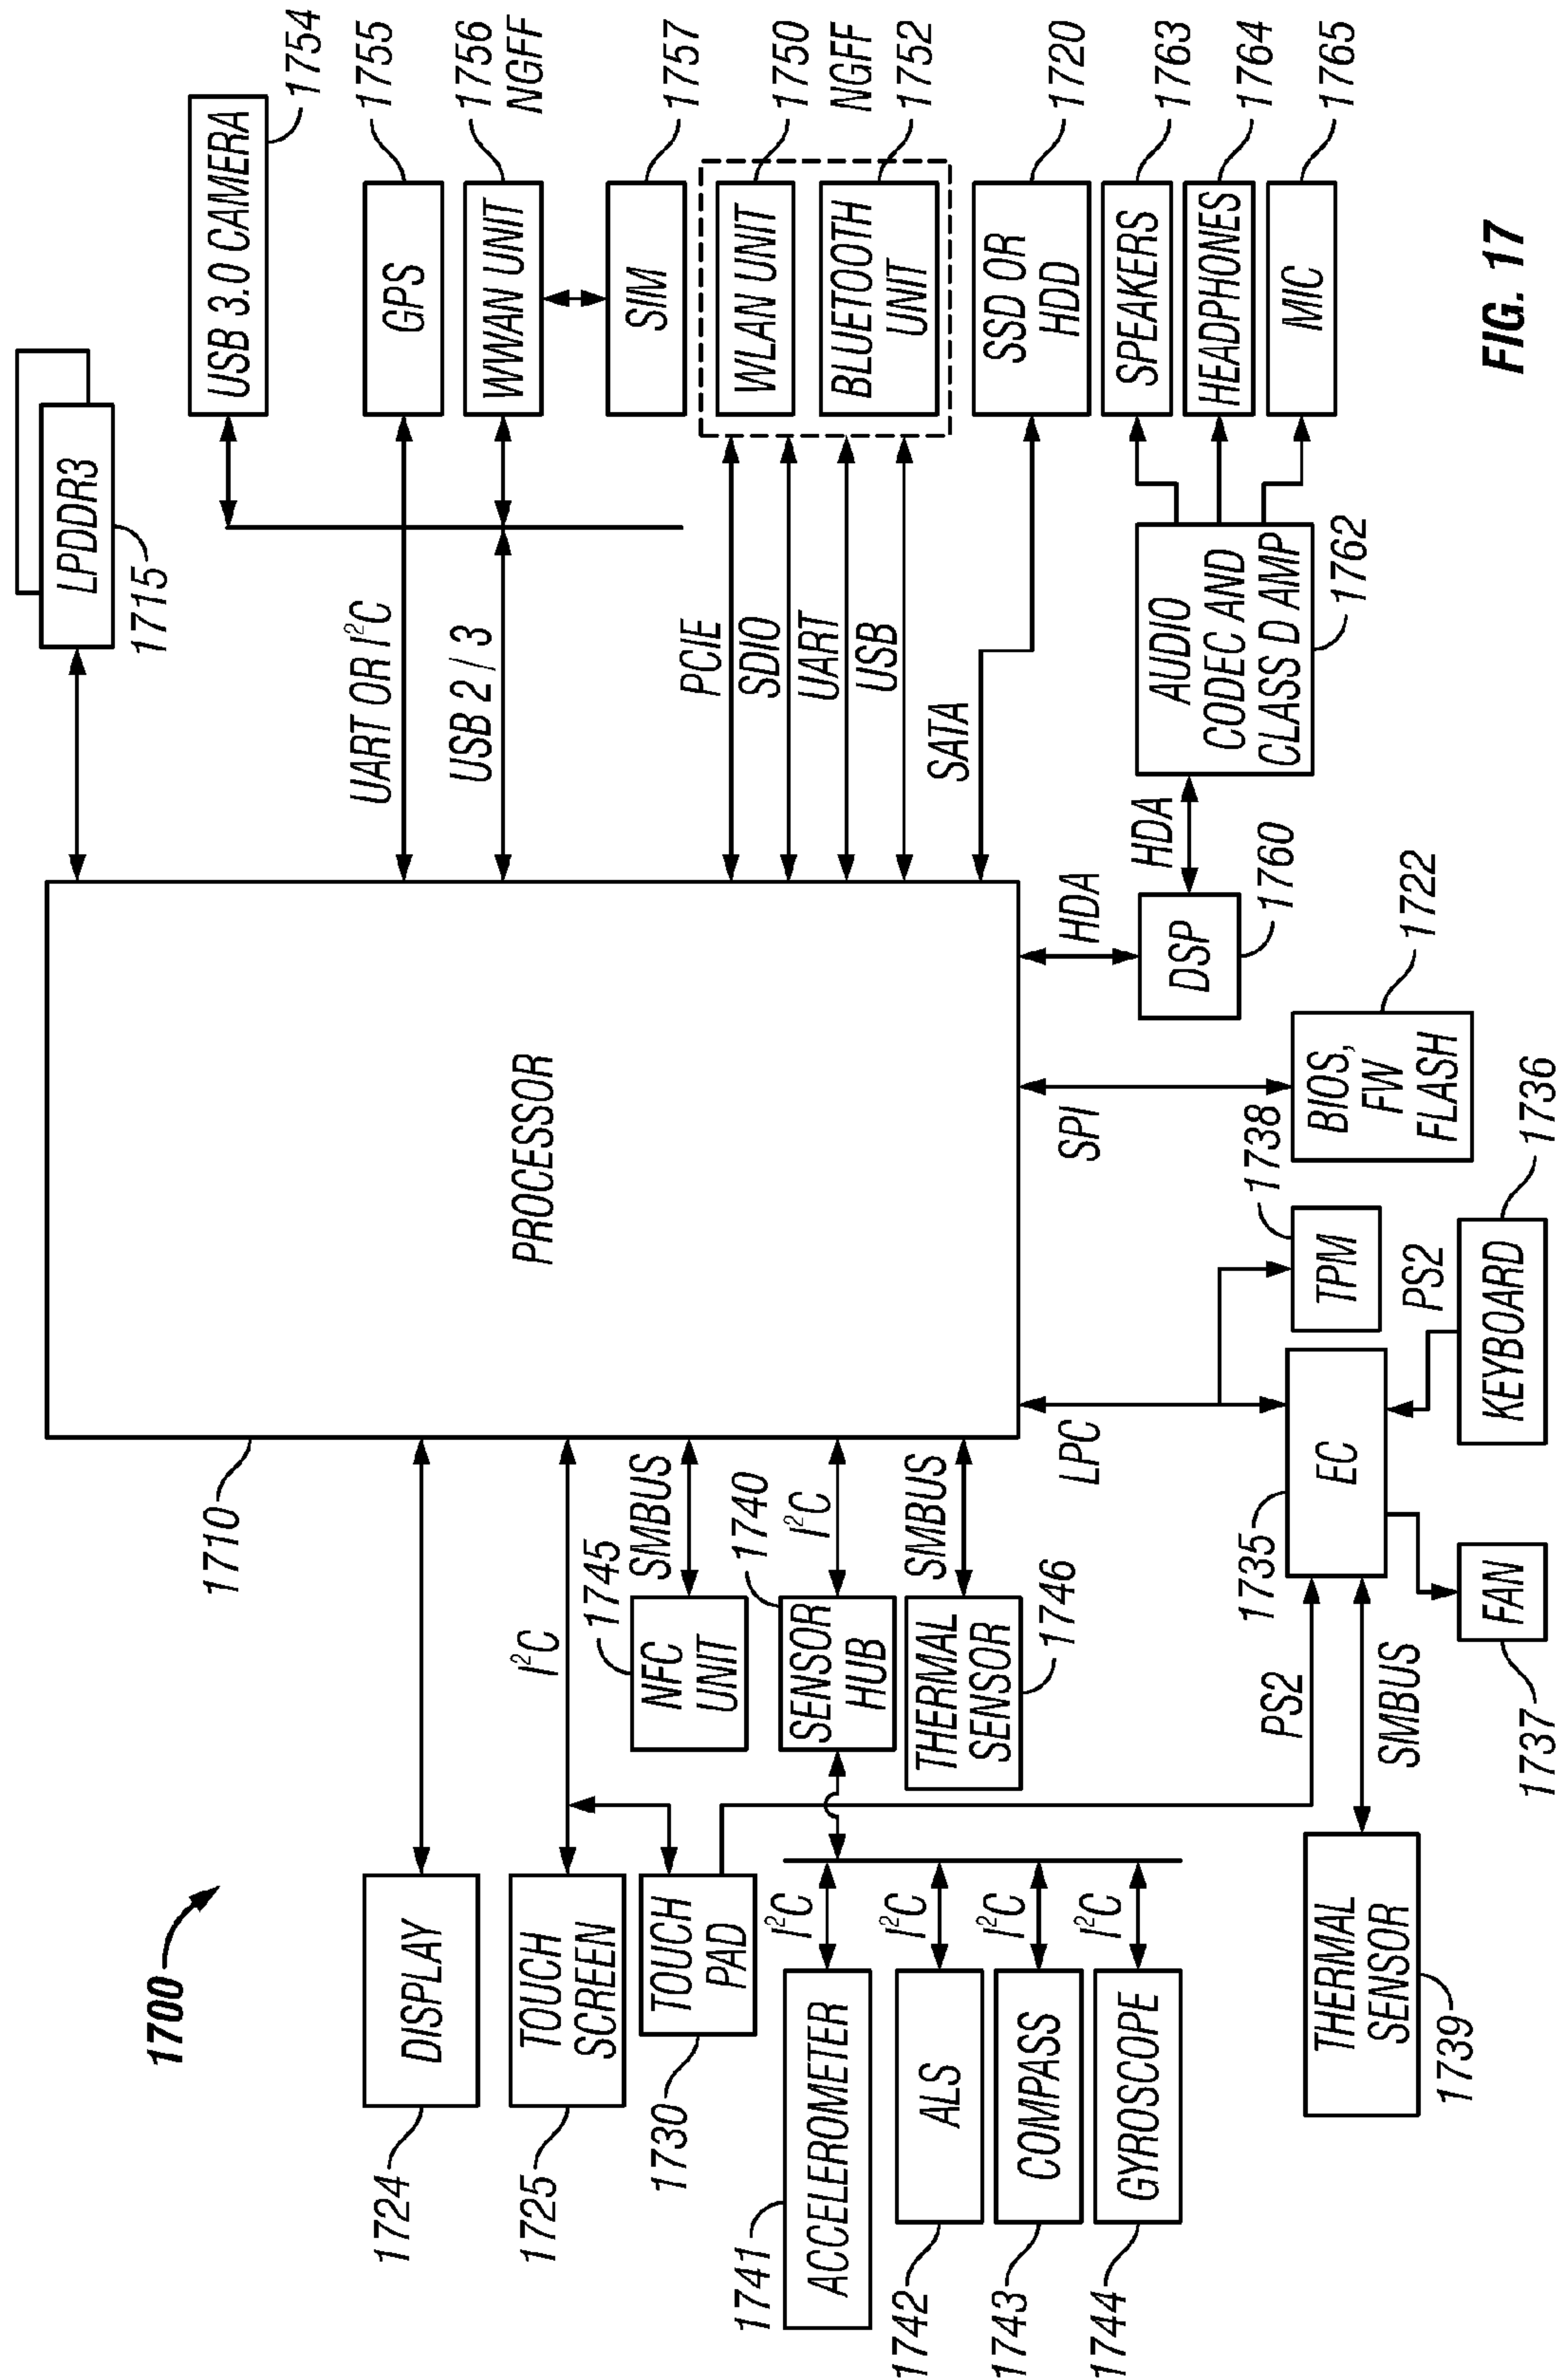 1700
1710
LPDDR3
1715
USB 3.0 CAMERA
1754
DISPLAY
1724
UART OR I²C
GPS
1755
I²C
TOUCH
SCREEN
1725
USB 2 / 3
WWAN UNIT
1756
NGFF
PROCESSOR
SIM
1757
TOUCH
PAD
1730
1745
NFC
UNIT
SMBUS
PCIE
SDIO
UART
USB
WLAN UNIT
1750
NGFF
BLUETOOTH
UNIT
1752
1741
ACCELEROMETER
I²C
SENSOR
HUB
1740
I²C
ALS
1742
I²C
THERMAL
SENSOR
1746
SMBUS
SATA
SSD OR
HDD
1720
COMPASS
1743
I²C
GYROSCOPE
1744
I²C
LPC
SPI
HDA
DSP
1760
HDA
AUDIO
CODEC AND
CLASS D AMP
1762
SPEAKERS
1763
HEADPHONES
1764
MIC
1765
PS2
1735
EC
TPM
1738
BIOS,
FW
FLASH
1722
THERMAL
SENSOR
1739
SMBUS
FAN
1737
PS2
KEYBOARD
1736
FIG. 17